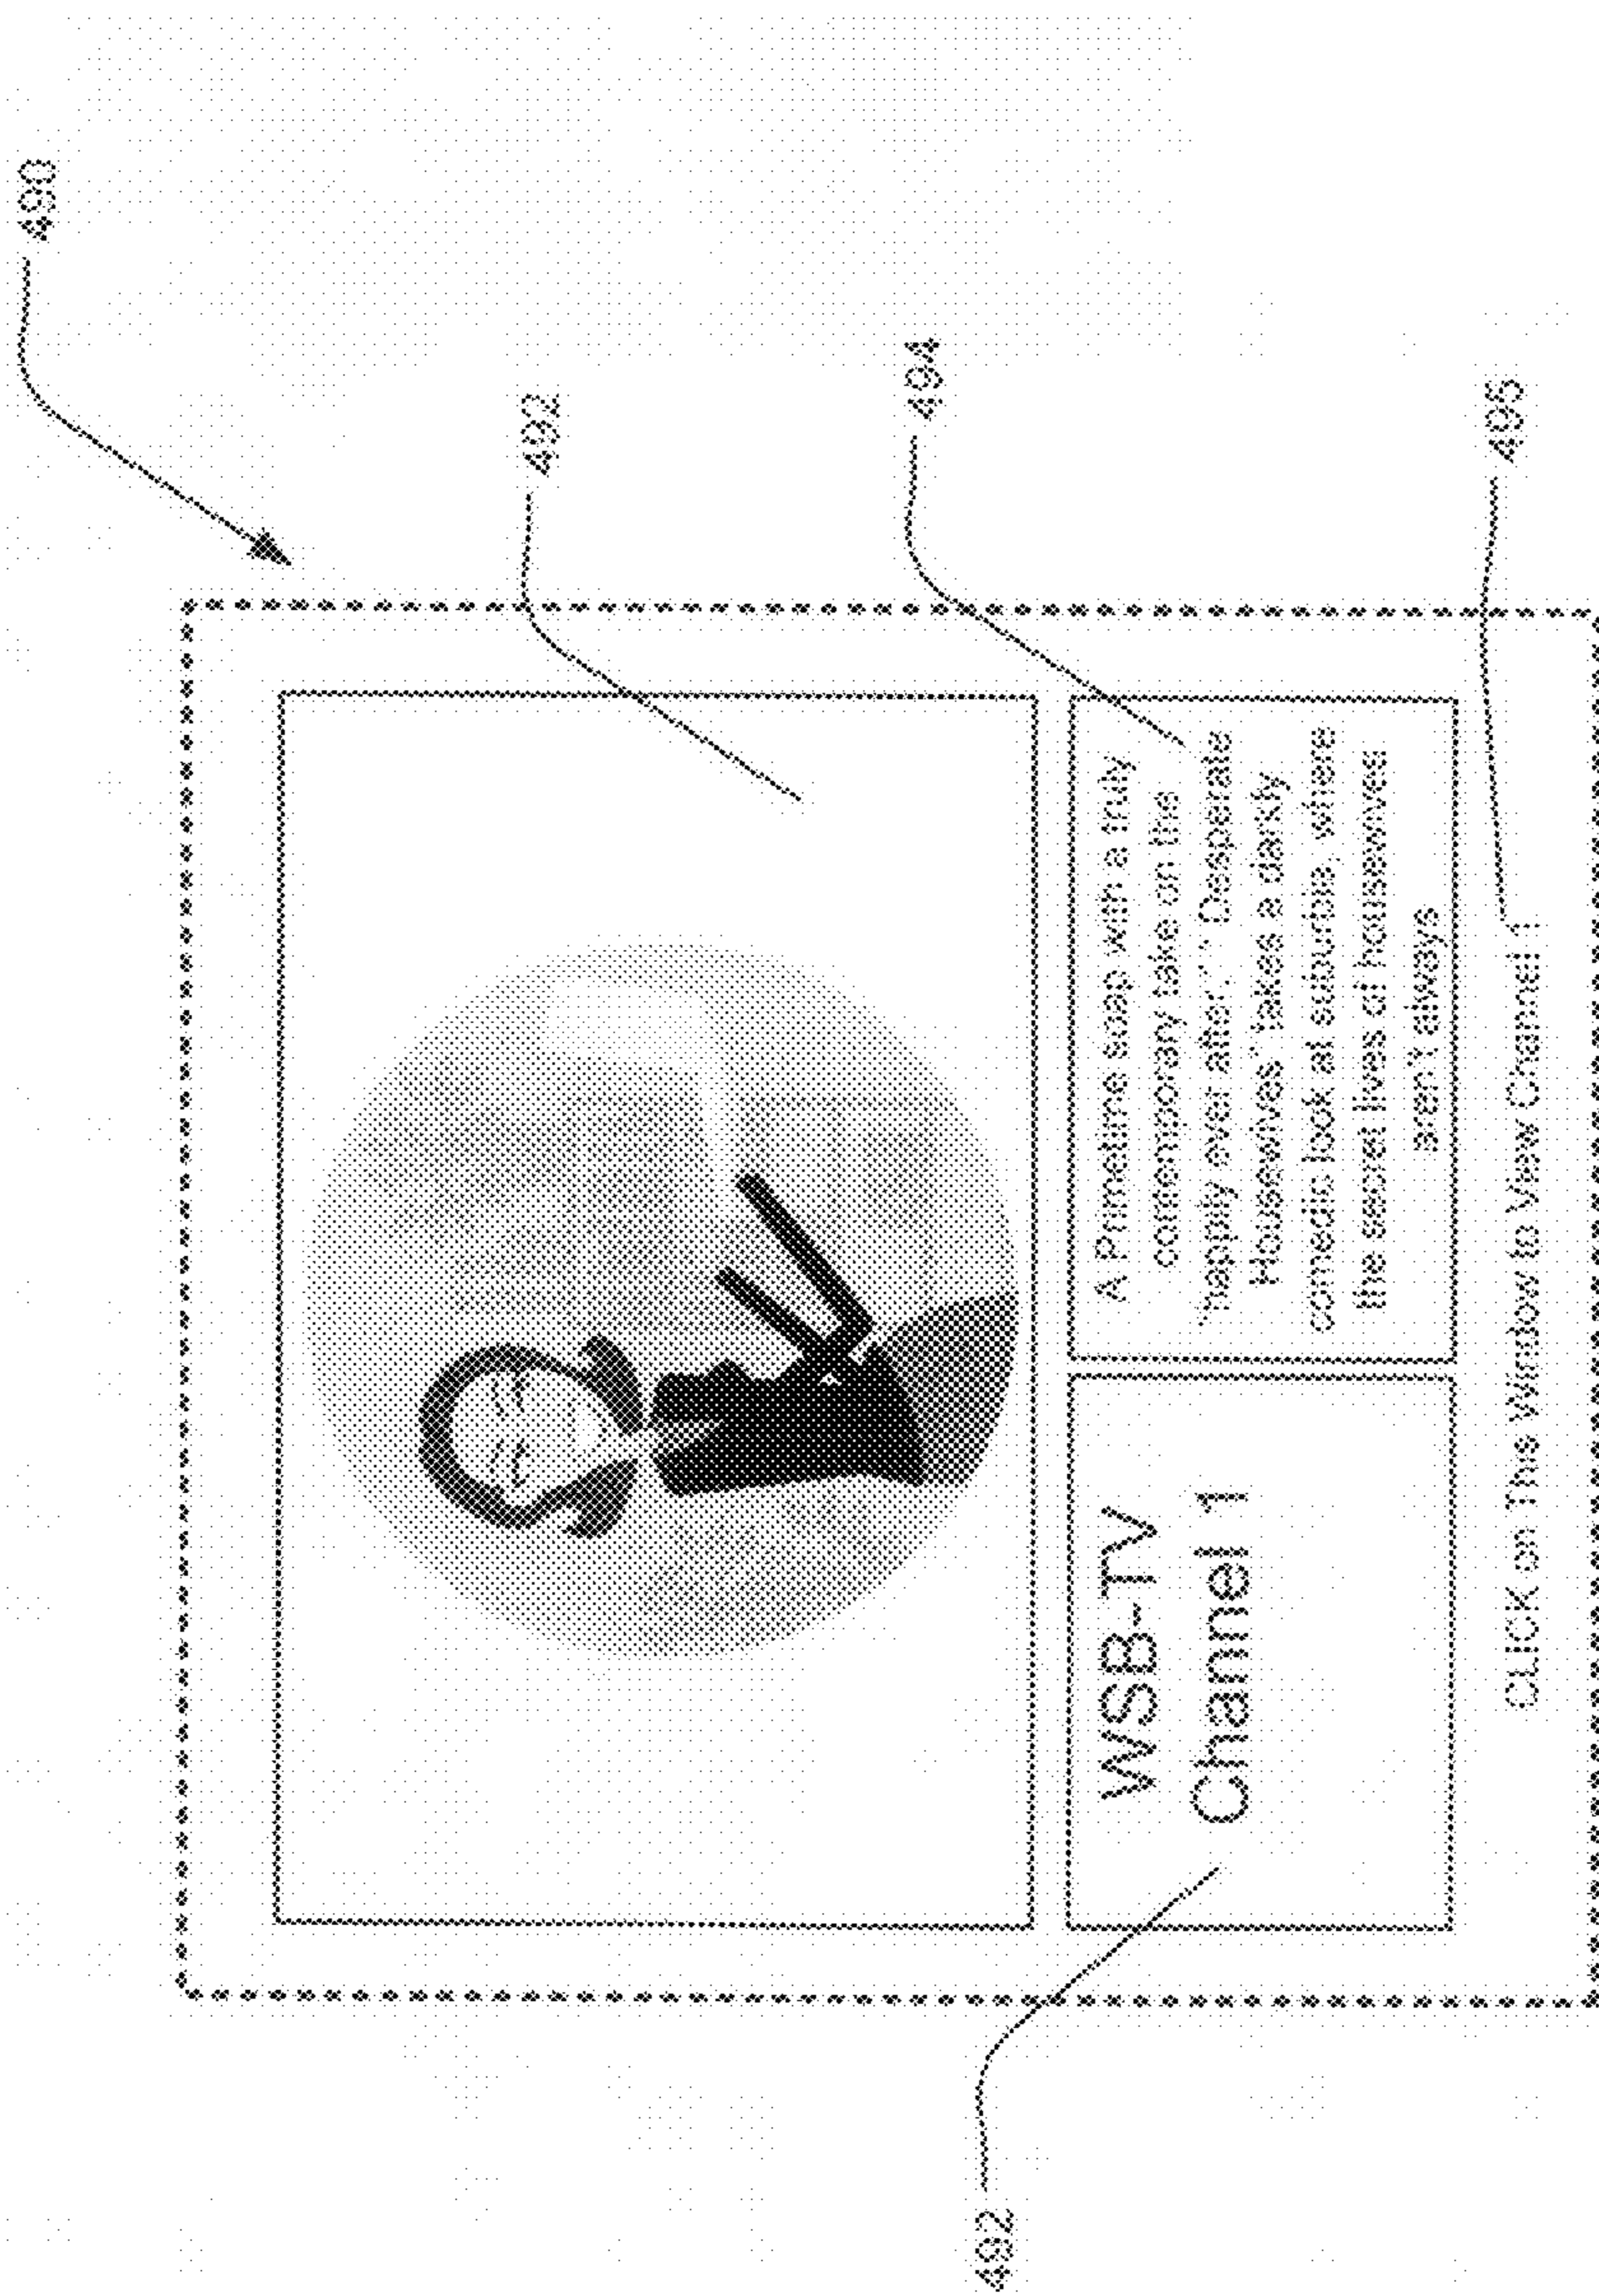 490
492
492
494
WSB-TV
Channel 1
A Primetime soap with a truly
contemporary take on the
"happily ever after," "Desperate
Housewives" takes a darkly
comedic look at suburbia, where
the secret lives of housewives
aren't always
495
CLICK on This Window to View Channel 1